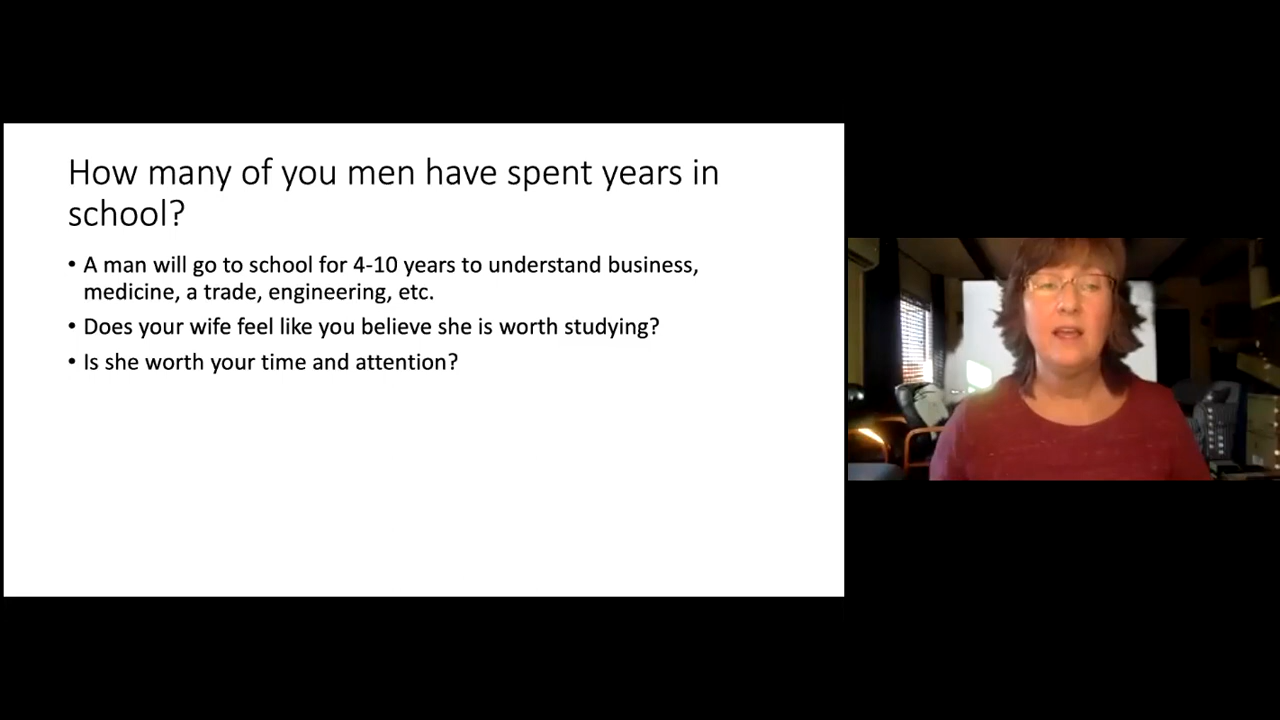 How many of you men have spent years in
school?
• A man will go to school for 4-10 years to understand business,
medicine, a trade, engineering, etc.
• Does your wife feel like you believe she is worth studying?
• Is she worth your time and attention?